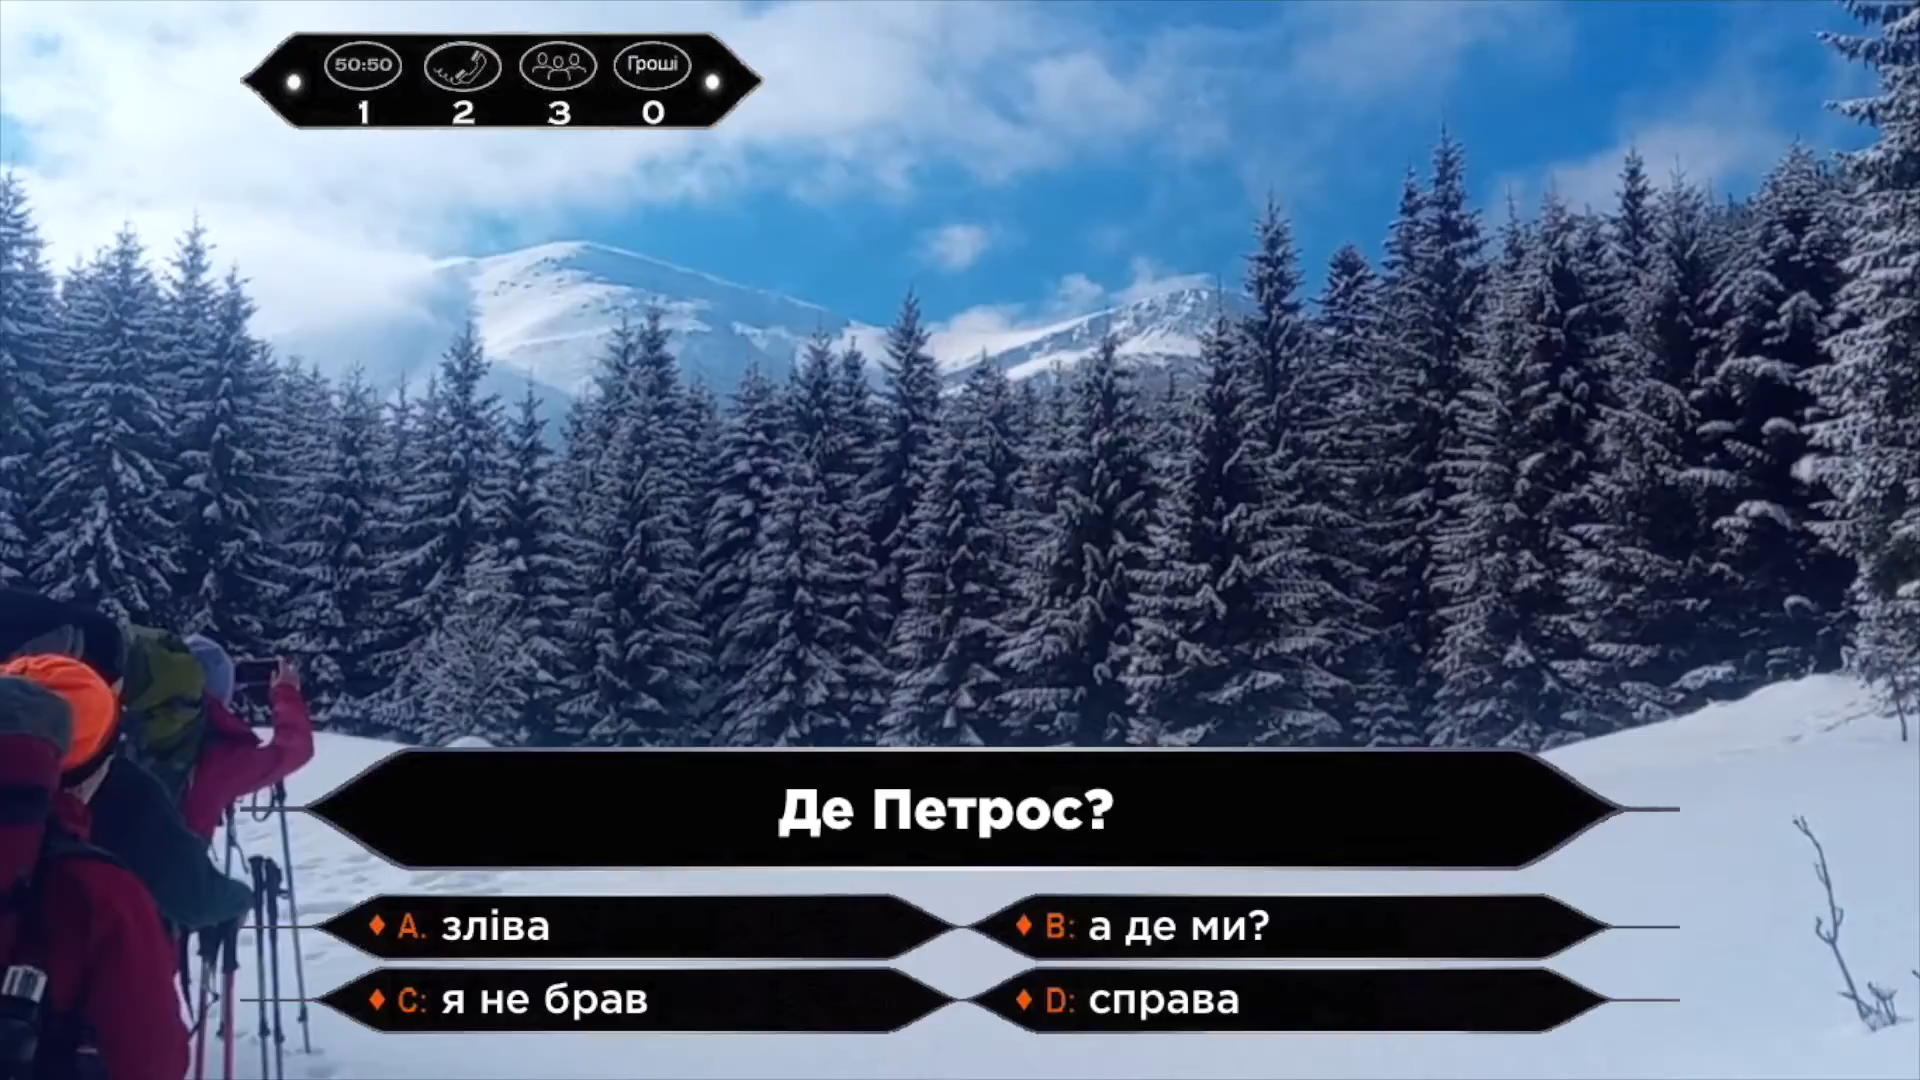 50:50 Гроші
1 2 3 0
Де Петрос?
A. зліва
B: а де ми?
C: я не брав
D: справа